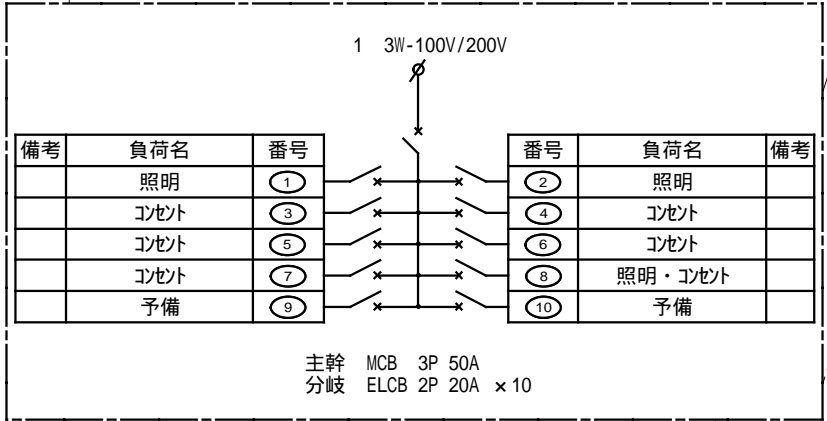 1 3W-100V/200V
備考 負荷名 番号 番号 負荷名 備考
照明 1 2 照明
コンセント 3 4 コンセント
コンセント 5 6 コンセント
コンセント 7 8 照明・コンセント
予備 9 10 予備
主幹 MCB 3P 50A
分岐 ELCB 2P 20A ×10